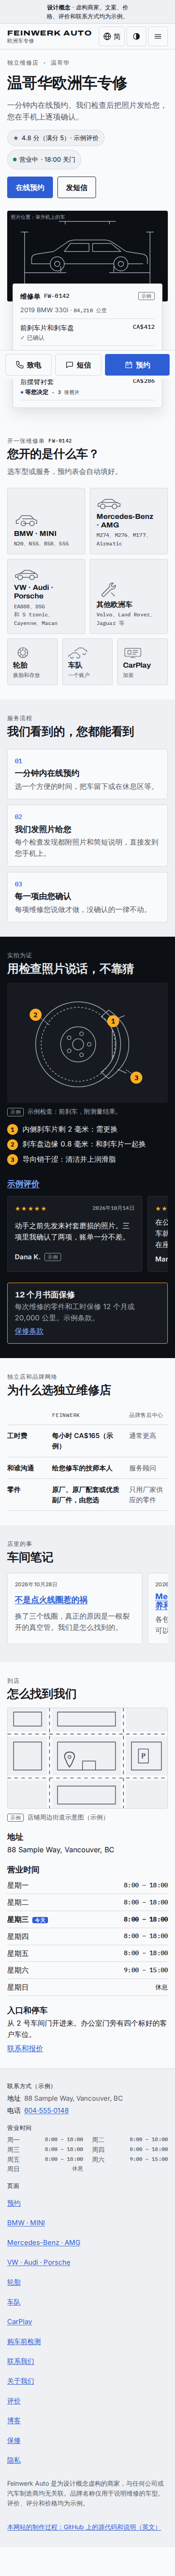 设计概念 · 虚构商家。文案、价
格、评价和联系方式均为示例。
FEINWERK AUTO
欧洲车专修
简
独立维修店 · 温哥华
温哥华欧洲车专修
一分钟内在线预约。我们检查后把照片发给您，
您在手机上逐项确认。
★ 4.8 分（满分 5）· 示例评价
营业中 · 18:00 关门
在线预约
发短信
照片位置：举升机上的车
维修单 FW-0142
示例
2019 BMW 330i · 84,210 公里
前刹车片和刹车盘
CA$412
✓ 已确认
致电
短信
预约
后摆臂衬套
CA$286
等您决定 · 3 张照片
开一张维修单 FW-0142
您开的是什么车？
选车型或服务，预约表会自动填好。
BMW · MINI
N20、N55、B58、S55
Mercedes-Benz
· AMG
M274、M276、M177、
Airmatic
VW · Audi ·
Porsche
EA888、DSG
和 S tronic、
Cayenne、Macan
其他欧洲车
Volvo、Land Rover、
Jaguar 等
轮胎
换胎和存放
车队
一个账户
CarPlay
加装
服务流程
我们看到的，您都能看到
01
一分钟内在线预约
选一个方便的时间，把车留下或在休息区等。
02
我们发照片给您
每个检查发现都附照片和简短说明，直接发到
您手机上。
03
每一项由您确认
每项维修您说做才做，没确认的一律不动。
实拍为证
用检查照片说话，不靠猜
1
2
3
示例
示例检查：前刹车，附测量结果。
1 内侧刹车片剩 2 毫米：需更换
2 刹车盘边缘 0.8 毫米：和刹车片一起换
3 导向销干涩：清洁并上润滑脂
示例评价
★★★★★
2026年10月14日
动手之前先发来衬套磨损的照片。三
项里我确认了两项，账单一分不差。
Dana K. 示例
12 个月书面保修
每次维修的零件和工时保修 12 个月或
20,000 公里。示例条款。
保修条款
独立店和品牌网络
为什么选独立维修店
FEINWERK
品牌售后中心
工时费
每小时 CA$165（示
例）
通常更高
和谁沟通
给您修车的技师本人
服务顾问
零件
原厂、原厂配套或优质
副厂件，由您选
只用厂家供
应的零件
店里的事
车间笔记
2026年10月28日
不是点火线圈惹的祸
换了三个线圈，真正的原因是一根裂
开的真空管。我们是怎么找到的。
到店
怎么找到我们
P
示例
店铺周边街道示意图（示例）
地址
88 Sample Way, Vancouver, BC
营业时间
星期一
8:00 – 18:00
星期二
8:00 – 18:00
星期三 今天
8:00 – 18:00
星期四
8:00 – 18:00
星期五
8:00 – 18:00
星期六
9:00 – 15:00
星期日
休息
入口和停车
从 2 号车间门开进来。办公室门旁有四个标好的客
户车位。
联系和报价
联系方式（示例）
地址 88 Sample Way, Vancouver, BC
电话 604-555-0148
营业时间
周一 8:00 – 18:00 周二 8:00 – 18:00
周三 8:00 – 18:00 周四 8:00 – 18:00
周五 8:00 – 18:00 周六 9:00 – 15:00
周日 休息
页面
预约
BMW · MINI
Mercedes-Benz · AMG
VW · Audi · Porsche
轮胎
车队
CarPlay
购车前检测
联系我们
关于我们
评价
博客
保修
隐私
Feinwerk Auto 是为设计概念虚构的商家，与任何公司或
汽车制造商均无关联。品牌名称仅用于说明维修的车型。
评价、评分和价格均为示例。
本网站的制作过程：GitHub 上的源代码和说明（英文）